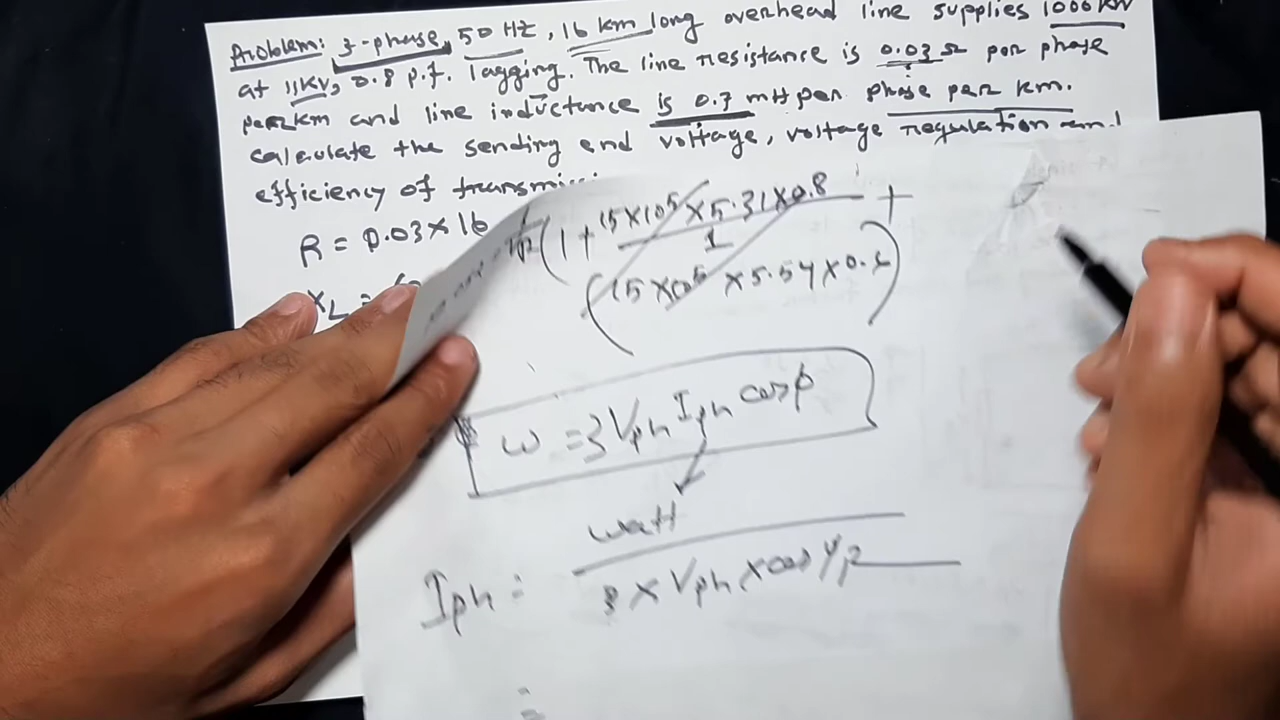 Problem: 3-phase, 50 Hz, 16 km long overhead line supplies 1000 KW
at 11KV, 0.8 p.f. lagging. The line resistance is 0.03 Ω per phase
per km and line inductance is 0.7 mH per phase per km.
calculate the sending end voltage, voltage regulation and
efficiency of transmi
R = 0.03 x 16
XL =
(1 + 15x10⁵ x 5.31 x 0.8 +
1
(15 x 10⁵ x 5.54 x 0.6)
W = 3 Vph Iph cosφ
watt
Iph = 3 x Vph x cos φ
=